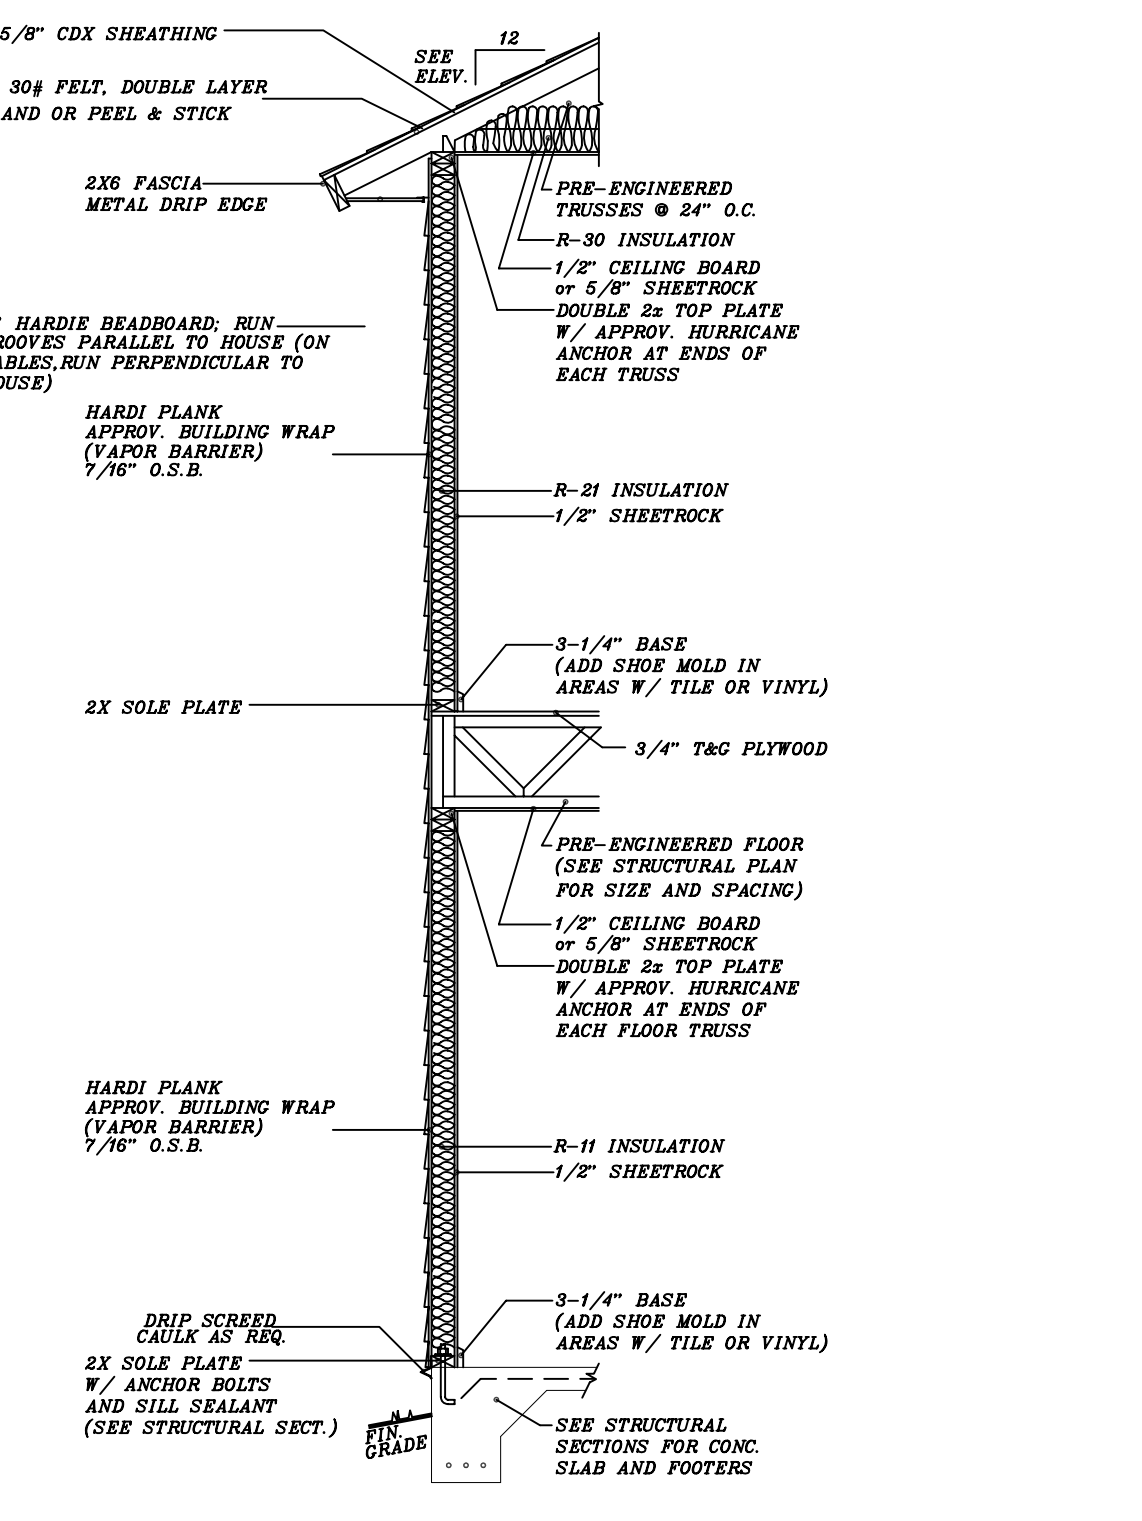 5/8" CDX SHEATHING
30# FELT, DOUBLE LAYER
AND OR PEEL & STICK
12
SEE
ELEV.
2X6 FASCIA
METAL DRIP EDGE
PRE-ENGINEERED
TRUSSES @ 24" O.C.
R-30 INSULATION
1/2" CEILING BOARD
or 5/8" SHEETROCK
DOUBLE 2x TOP PLATE
W/ APPROV. HURRICANE
ANCHOR AT ENDS OF
EACH TRUSS
HARDIE BEADBOARD; RUN
ROOVES PARALLEL TO HOUSE (ON
ABLES,RUN PERPENDICULAR TO
OUSE)
HARDI PLANK
APPROV. BUILDING WRAP
(VAPOR BARRIER)
7/16" O.S.B.
R-21 INSULATION
1/2" SHEETROCK
3-1/4" BASE
(ADD SHOE MOLD IN
AREAS W/ TILE OR VINYL)
2X SOLE PLATE
3/4" T&G PLYWOOD
PRE-ENGINEERED FLOOR
(SEE STRUCTURAL PLAN
FOR SIZE AND SPACING)
1/2" CEILING BOARD
or 5/8" SHEETROCK
DOUBLE 2x TOP PLATE
W/ APPROV. HURRICANE
ANCHOR AT ENDS OF
EACH FLOOR TRUSS
HARDI PLANK
APPROV. BUILDING WRAP
(VAPOR BARRIER)
7/16" O.S.B.
R-11 INSULATION
1/2" SHEETROCK
3-1/4" BASE
(ADD SHOE MOLD IN
AREAS W/ TILE OR VINYL)
DRIP SCREED
CAULK AS REQ.
2X SOLE PLATE
W/ ANCHOR BOLTS
AND SILL SEALANT
(SEE STRUCTURAL SECT.)
FIN.
GRADE
SEE STRUCTURAL
SECTIONS FOR CONC.
SLAB AND FOOTERS